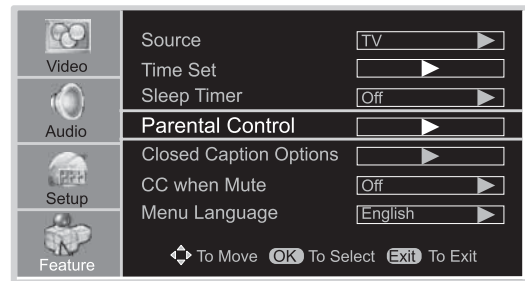 Video
Audio
Setup
Feature
Source TV
Time Set
Sleep Timer Off
Parental Control
Closed Caption Options
CC when Mute Off
Menu Language English
To Move OK To Select Exit To Exit